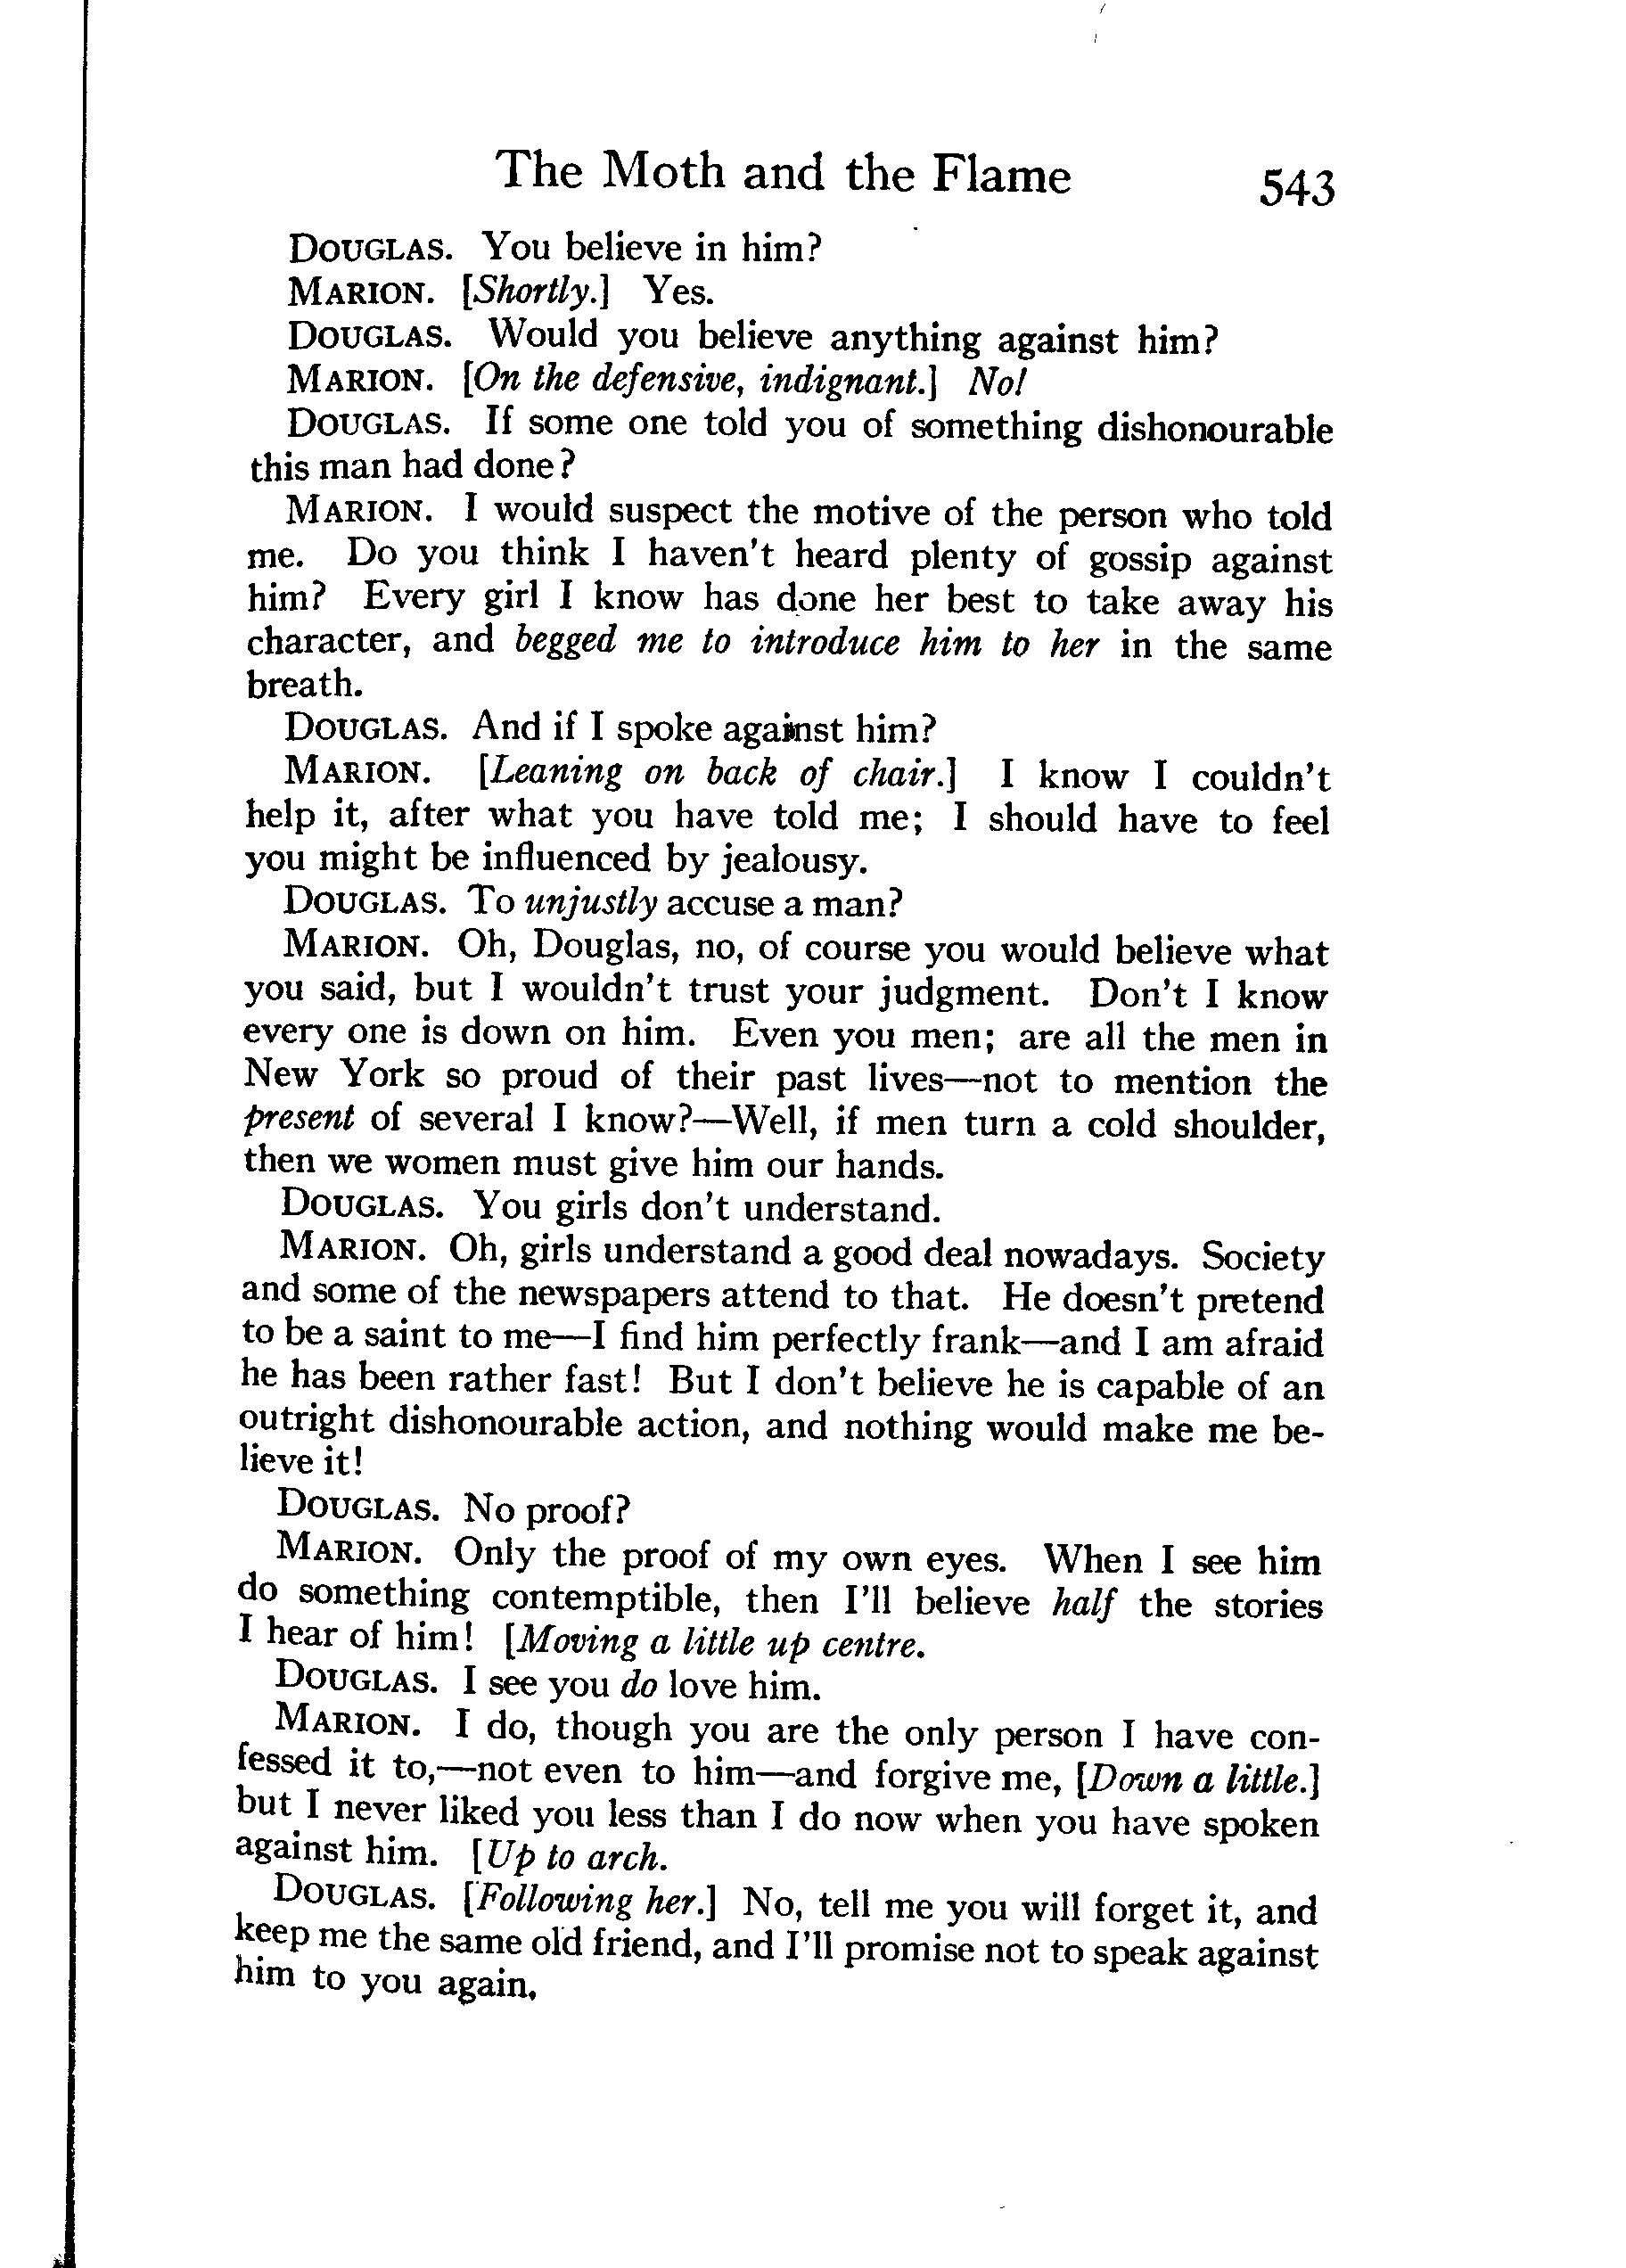 The Moth and the Flame 543
DOUGLAS. You believe in him?
MARION. [Shortly.] Yes.
DOUGLAS. Would you believe anything against him?
MARION. [On the defensive, indignant.] No!
DOUGLAS. If some one told you of something dishonourable
this man had done?
MARION. I would suspect the motive of the person who told
me. Do you think I haven't heard plenty of gossip against
him? Every girl I know has done her best to take away his
character, and begged me to introduce him to her in the same
breath.
DOUGLAS. And if I spoke against him?
MARION. [Leaning on back of chair.] I know I couldn't
help it, after what you have told me; I should have to feel
you might be influenced by jealousy.
DOUGLAS. To unjustly accuse a man?
MARION. Oh, Douglas, no, of course you would believe what
you said, but I wouldn't trust your judgment. Don't I know
every one is down on him. Even you men; are all the men in
New York so proud of their past lives—not to mention the
present of several I know?—Well, if men turn a cold shoulder,
then we women must give him our hands.
DOUGLAS. You girls don't understand.
MARION. Oh, girls understand a good deal nowadays. Society
and some of the newspapers attend to that. He doesn't pretend
to be a saint to me—I find him perfectly frank—and I am afraid
he has been rather fast! But I don't believe he is capable of an
outright dishonourable action, and nothing would make me be-
lieve it!
DOUGLAS. No proof?
MARION. Only the proof of my own eyes. When I see him
do something contemptible, then I'll believe half the stories
I hear of him! [Moving a little up centre.
DOUGLAS. I see you do love him.
MARION. I do, though you are the only person I have con-
fessed it to,—not even to him—and forgive me, [Down a little.]
but I never liked you less than I do now when you have spoken
against him. [Up to arch.
DOUGLAS. [Following her.] No, tell me you will forget it, and
keep me the same old friend, and I'll promise not to speak against
him to you again.